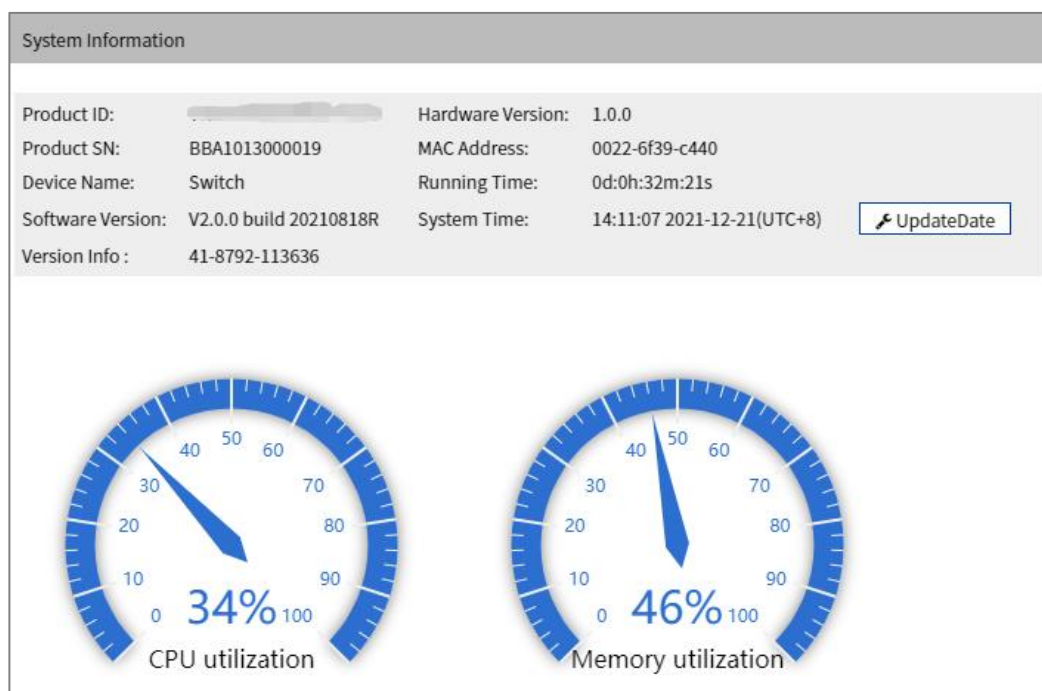 System Information
Product ID: Hardware Version: 1.0.0
Product SN: BBA1013000019 MAC Address: 0022-6f39-c440
Device Name: Switch Running Time: 0d:0h:32m:21s
Software Version: V2.0.0 build 20210818R System Time: 14:11:07 2021-12-21(UTC+8) UpdateDate
Version Info : 41-8792-113636
50 50
40 60 40 60
30 70 30 70
20 80 20 80
10 90 10 90
0 34% 100 0 46% 100
CPU utilization Memory utilization